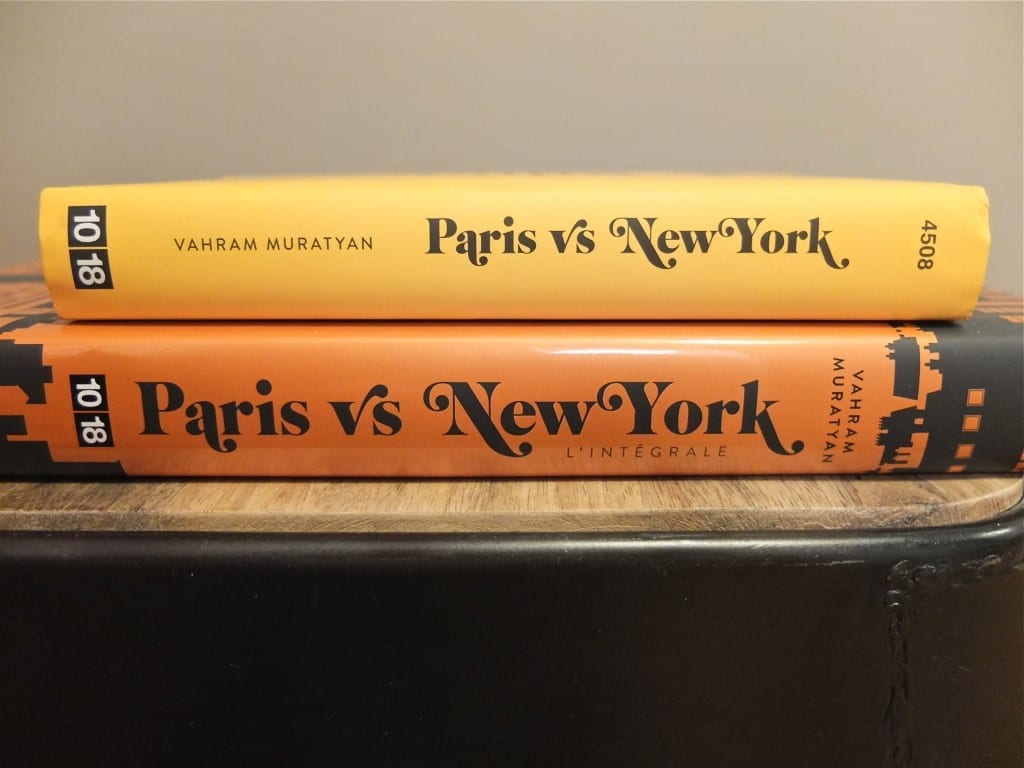 10 18
VAHRAM MURATYAN
Paris vs New York
4508
10 18
Paris vs New York
L'INTÉGRALE
VAHRAM
MURATYAN